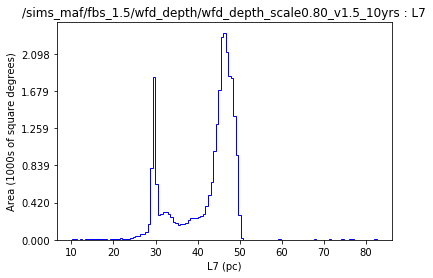 /sims_maf/fbs_1.5/wfd_depth/wfd_depth_scale0.80_v1.5_10yrs : L7
2.098
1.679
1.259
0.839
0.420
0.000
Area (1000s of square degrees)
10 20 30 40 50 60 70 80
L7 (pc)